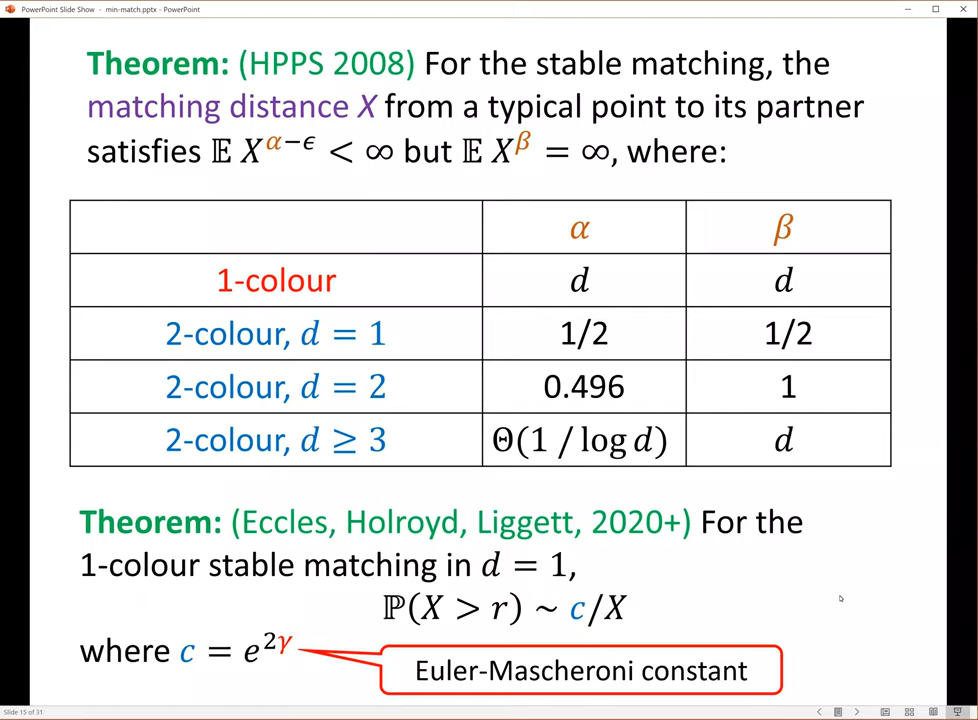 PowerPoint Slide Show - min-match.pptx - PowerPoint
Theorem: (HPPS 2008) For the stable matching, the
matching distance X from a typical point to its partner
satisfies 𝔼 X^{α−ϵ} < ∞ but 𝔼 X^β = ∞, where:
α β
1-colour d d
2-colour, d = 1 1/2 1/2
2-colour, d = 2 0.496 1
2-colour, d ≥ 3 Θ(1 / log d) d
Theorem: (Eccles, Holroyd, Liggett, 2020+) For the
1-colour stable matching in d = 1,
ℙ(X > r) ~ c/X
where c = e^{2γ}
Euler-Mascheroni constant
Slide 15 of 31